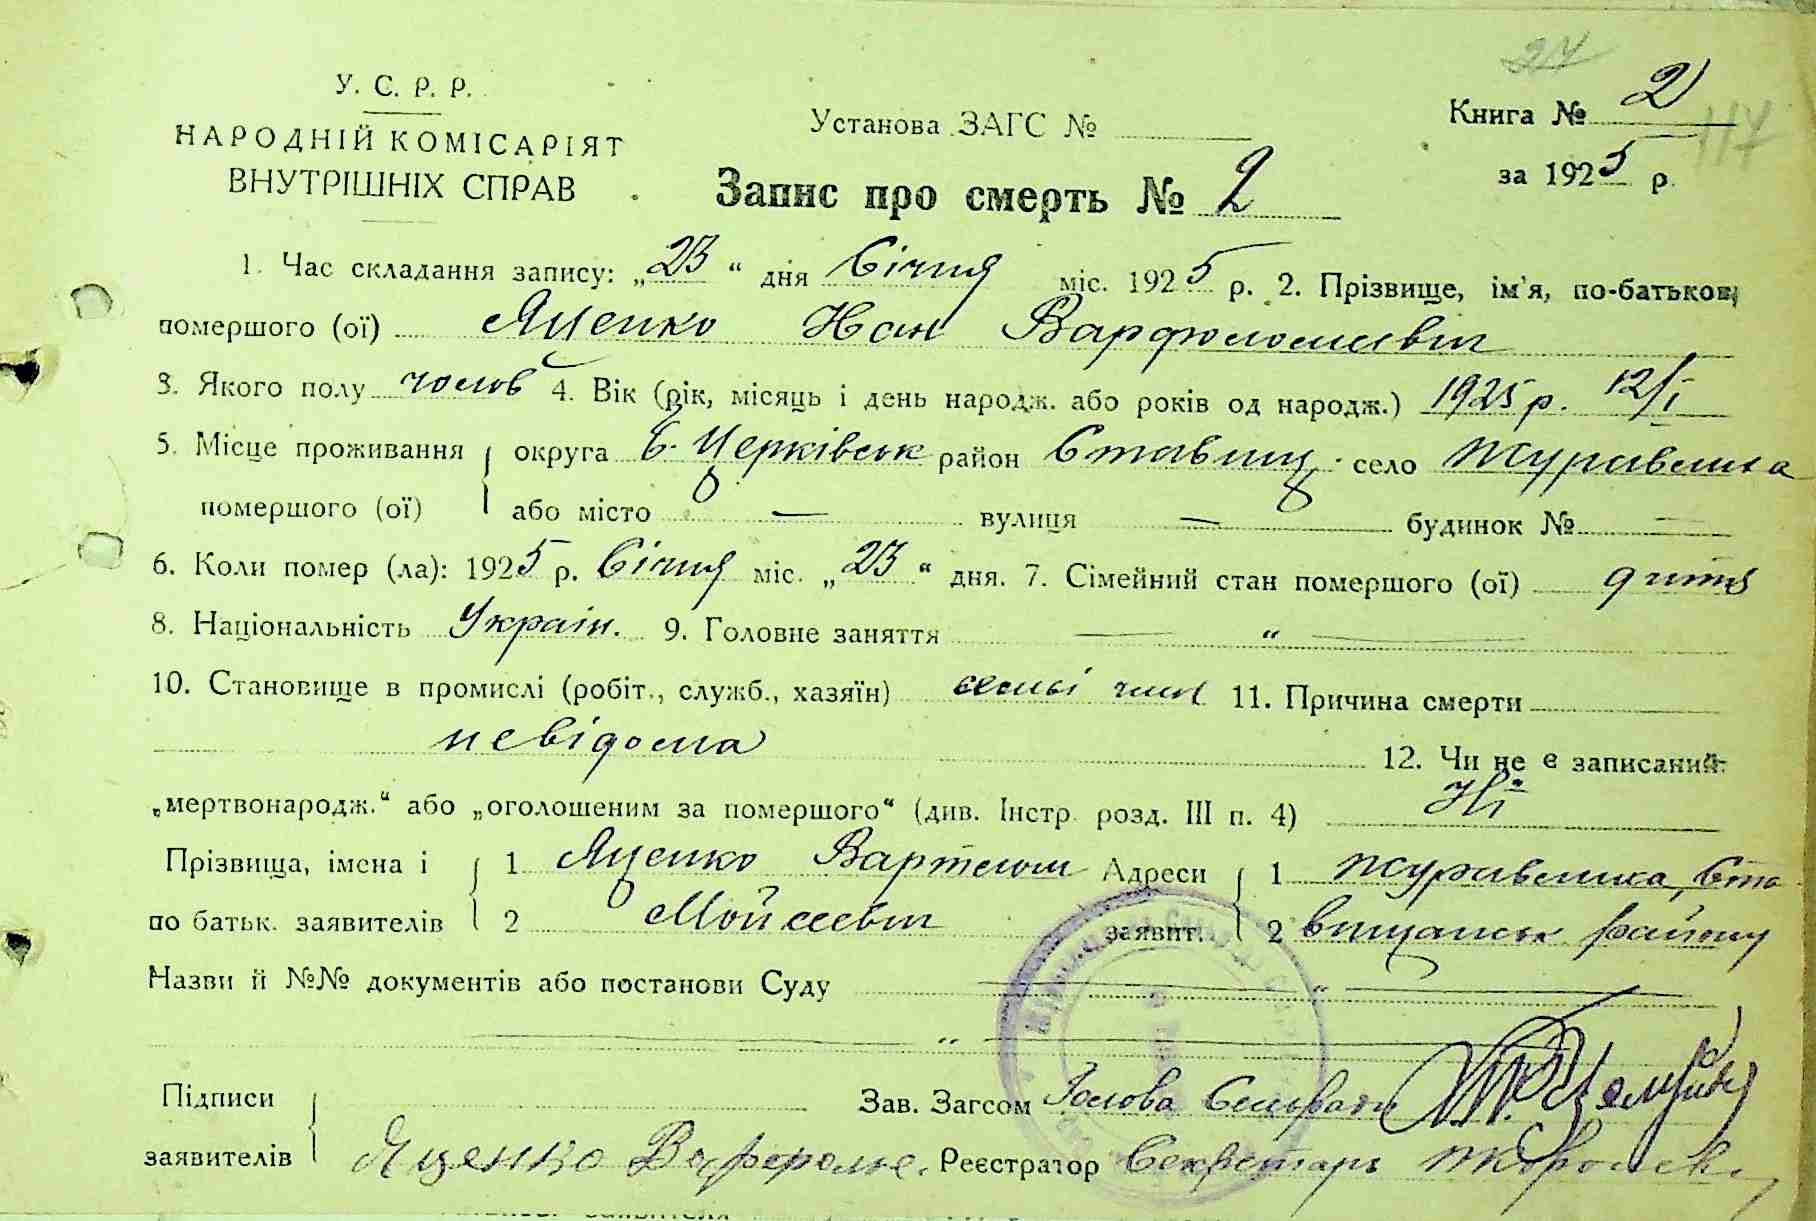 27
У. С. Р. Р.
НАРОДНІЙ КОМІСАРІЯТ
ВНУТРІШНІХ СПРАВ
Установа ЗАГС №
Книга № 2
117
за 1925 р.
Запис про смерть № 2
1. Час складання запису: „23“ дня Січня міс. 1925 р. 2. Прізвище, ім'я, по-батькові
помершого (ої) Яценко Іван Варфоломеевич
3. Якого полу чолов 4. Вік (рік, місяць і день народж. або років од народж.) 1925 р. 12/I
5. Місце проживання округа Б. Церківськ район Ставищ. село Журавлиха
помершого (ої) або місто — вулиця — будинок № —
6. Коли помер (ла): 1925 р. Січня міс. „23“ дня. 7. Сімейний стан помершого (ої) дитя
8. Національність Україн. 9. Головне заняття — “ —
10. Становище в промислі (робіт., служб., хазяїн) семьі член 11. Причина смерти
невідома 12. Чи не є записаний:
„мертвонародж.“ або „оголошеним за помершого“ (див. Інстр. розд. III п. 4) Ні
Прізвища, імена і 1 Яценко Вартелом Адреси 1 Журавлиха, Ста
по батьк. заявителів 2 Мойсеевич заявит. 2 вищанськ району
Назви й №№ документів або постанови Суду — “ —
— “ —
Підписи Зав. Загсом Голова Сельради
заявителів Яценко Реєстратор Секретарь